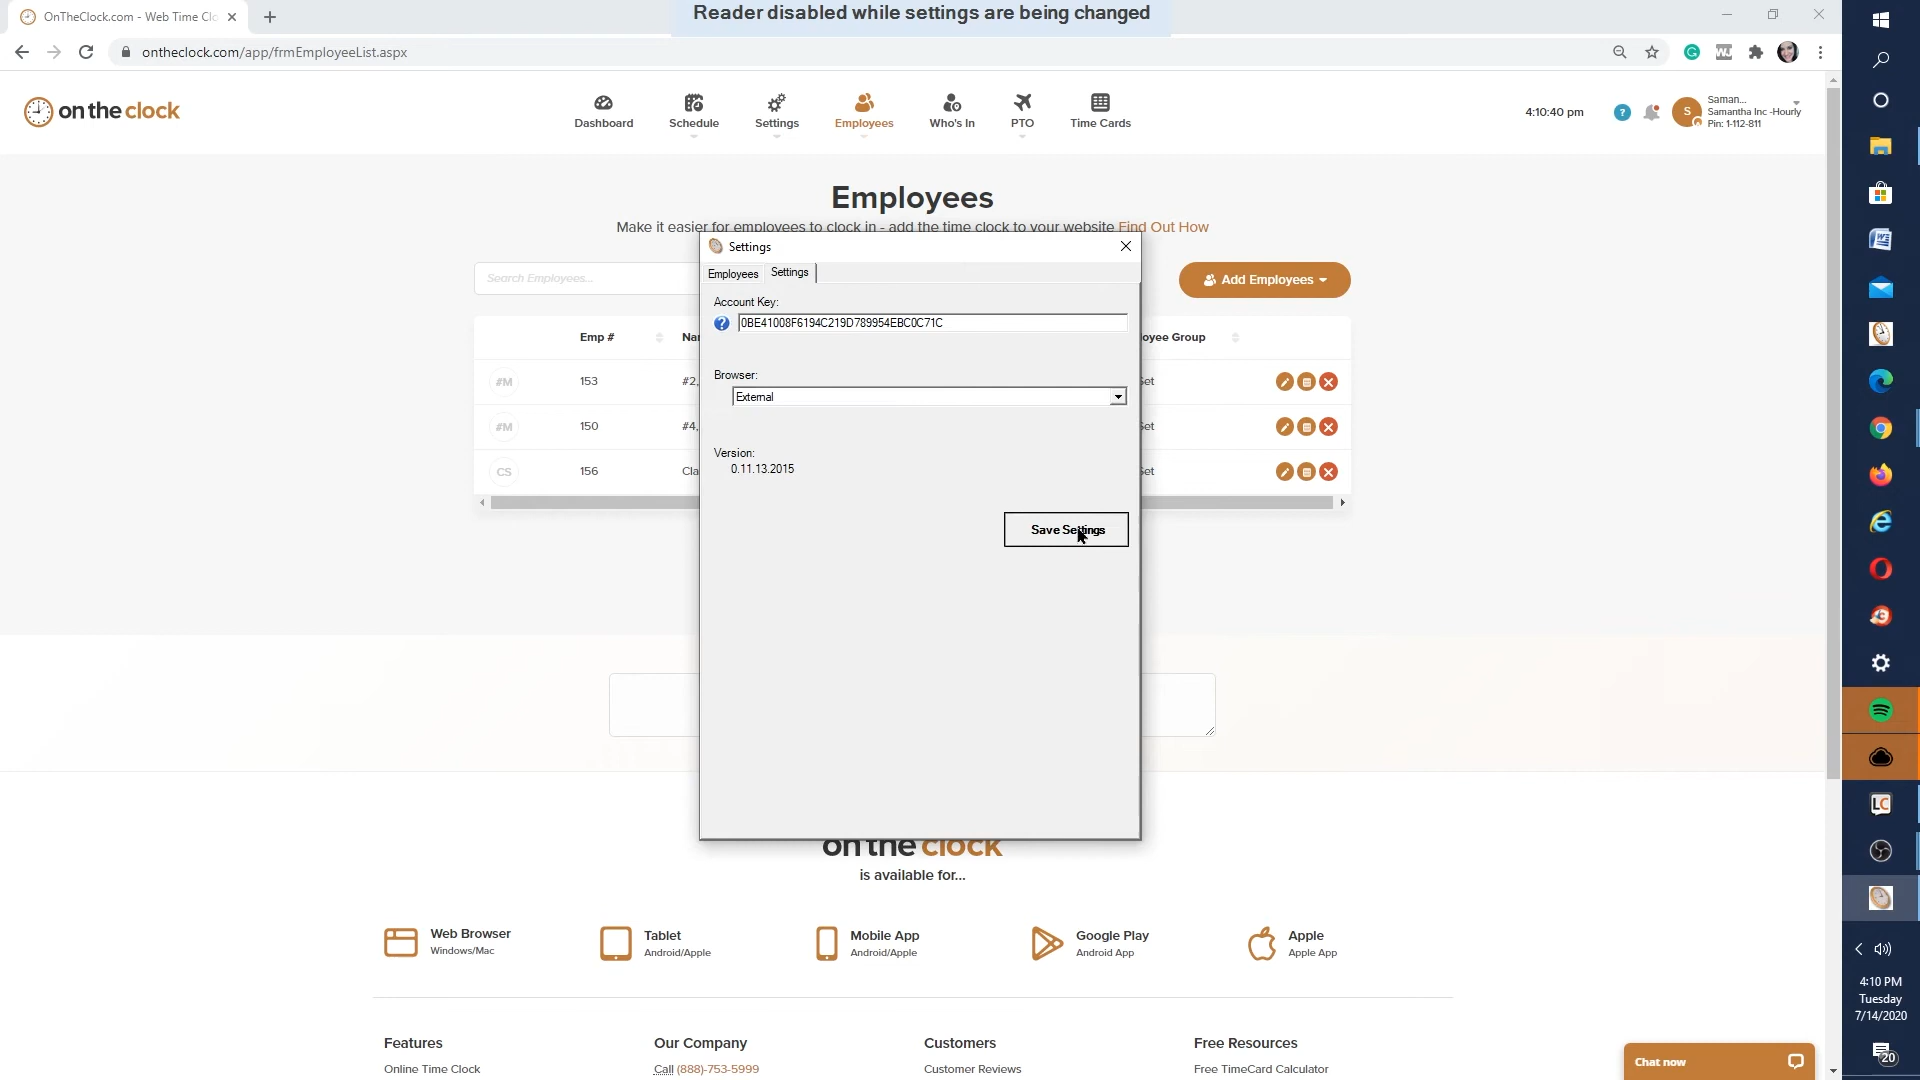 OnTheClock.com - Web Time Clo
Reader disabled while settings are being changed
ontheclock.com/app/frmEmployeeList.aspx
on the clock
Dashboard
Schedule
Settings
Employees
Who's In
PTO
Time Cards
4:10:40 pm
?
S
Saman...
Samantha Inc -Hourly
Pin: 1-112-811
Employees
Make it easier for employees to clock in - add the time clock to your website Find Out How
Search Employees...
Add Employees
Settings
Employees
Settings
Account Key:
0BE41008F6194C219D789954EBC0C71C
Browser:
External
Version:
0.11.13.2015
Save Settings
Emp #
#M
153
#2,
#M
150
#4,
CS
156
Cla
on the clock
is available for...
Web Browser
Windows/Mac
Tablet
Android/Apple
Mobile App
Android/Apple
Google Play
Android App
Apple
Apple App
Features
Our Company
Customers
Free Resources
Online Time Clock
Call (888)-753-5999
Customer Reviews
Free TimeCard Calculator
Chat now
4:10 PM
Tuesday
7/14/2020
20